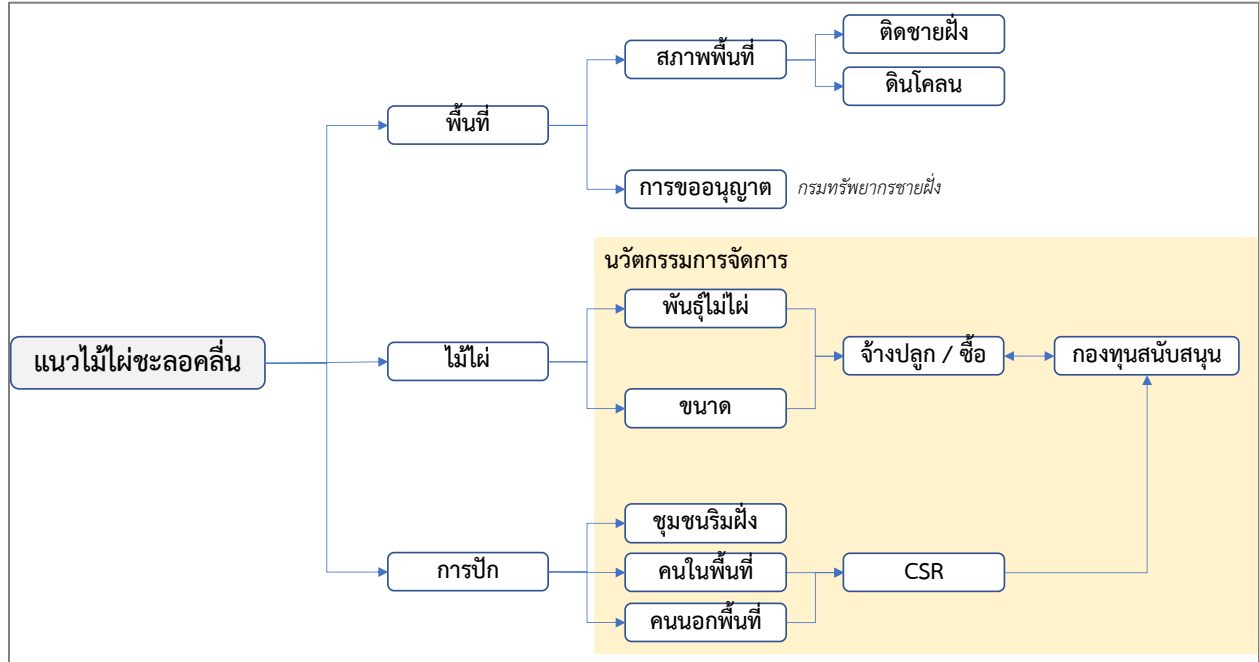 ติดชายฝั่ง
สภาพพื้นที่
ดินโคลน
พื้นที่
การขออนุญาต กรมทรัพยากรชายฝั่ง
นวัตกรรมการจัดการ
พันธุ์ไม่ไผ่
แนวไม้ไผ่ชะลอคลื่น
ไม้ไผ่
จ้างปลูก / ซื้อ
กองทุนสนับสนุน
ขนาด
ชุมชนริมฝั่ง
การปัก
คนในพื้นที่
CSR
คนนอกพื้นที่